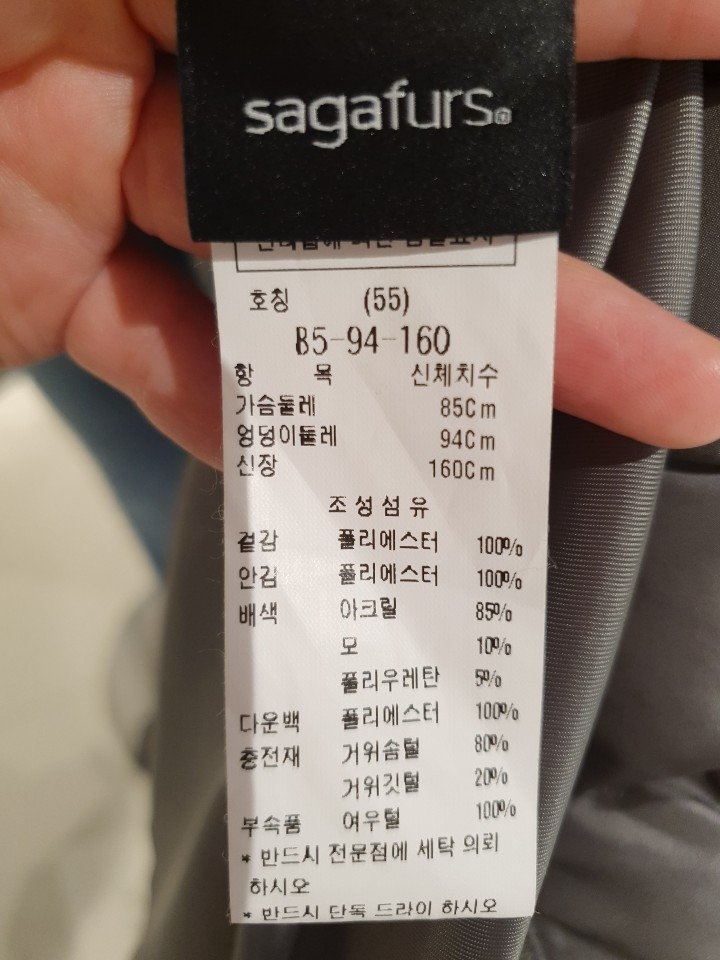 sagafurs®
호칭 (55)
85-94-160
항 목 신체치수
가슴둘레 85Cm
엉덩이둘레 94Cm
신장 160Cm
조성섬유
겉감 폴리에스터 100%
안감 폴리에스터 100%
배색 아크릴 85%
모 10%
폴리우레탄 5%
다운백 폴리에스터 100%
충전재 거위솜털 80%
거위깃털 20%
부속품 여우털 100%
* 반드시 전문점에 세탁 의뢰
하시오
* 반드시 단독 드라이 하시오